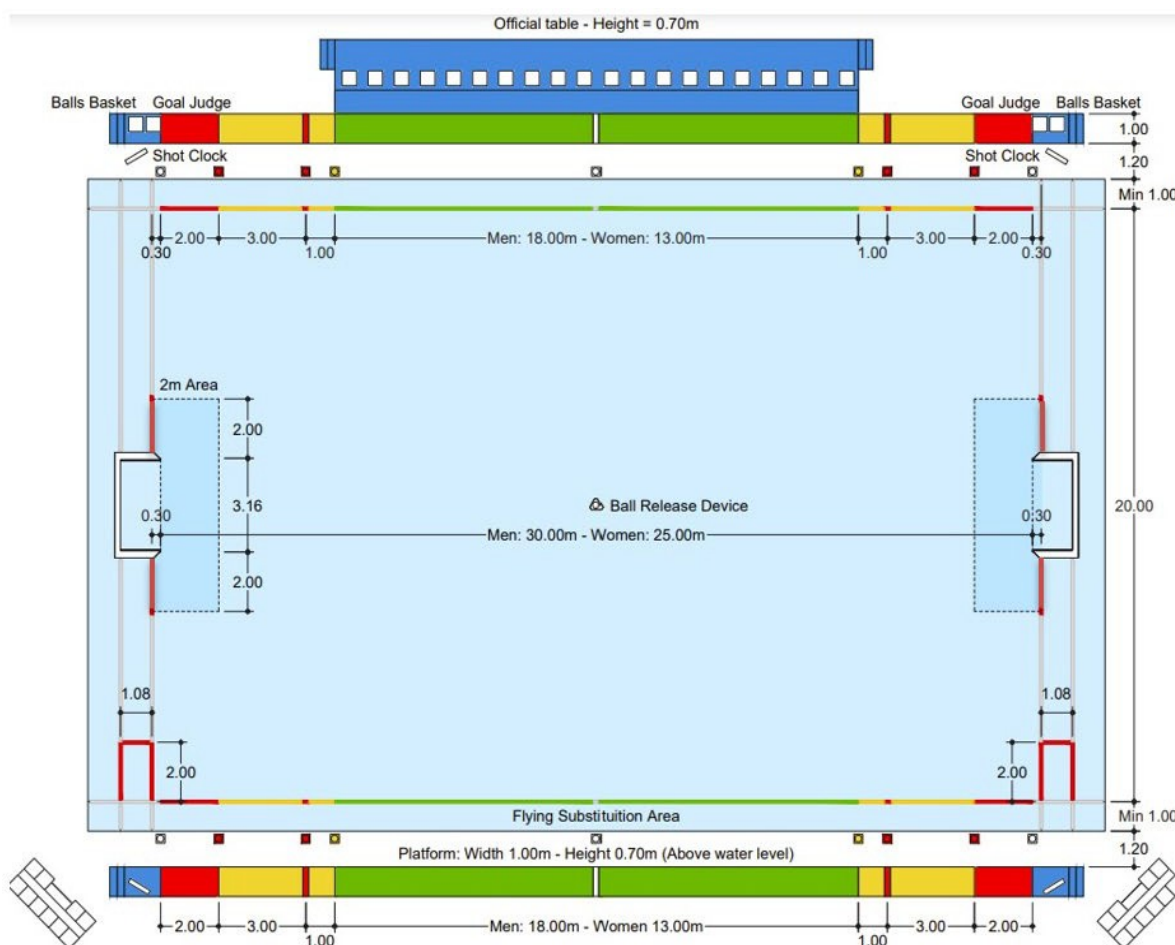 Official table - Height = 0.70m
Balls Basket
Goal Judge
Goal Judge
Balls Basket
1.00
Shot Clock
Shot Clock
1.20
Min 1.00
2.00
3.00
Men: 18.00m - Women: 13.00m
3.00
2.00
0.30
1.00
1.00
0.30
2m Area
2.00
3.16
Ball Release Device
20.00
0.30
0.30
Men: 30.00m - Women: 25.00m
2.00
1.08
1.08
2.00
2.00
Flying Substituition Area
Min 1.00
Platform: Width 1.00m - Height 0.70m (Above water level)
1.20
2.00
3.00
Men: 18.00m - Women 13.00m
3.00
2.00
1.00
1.00